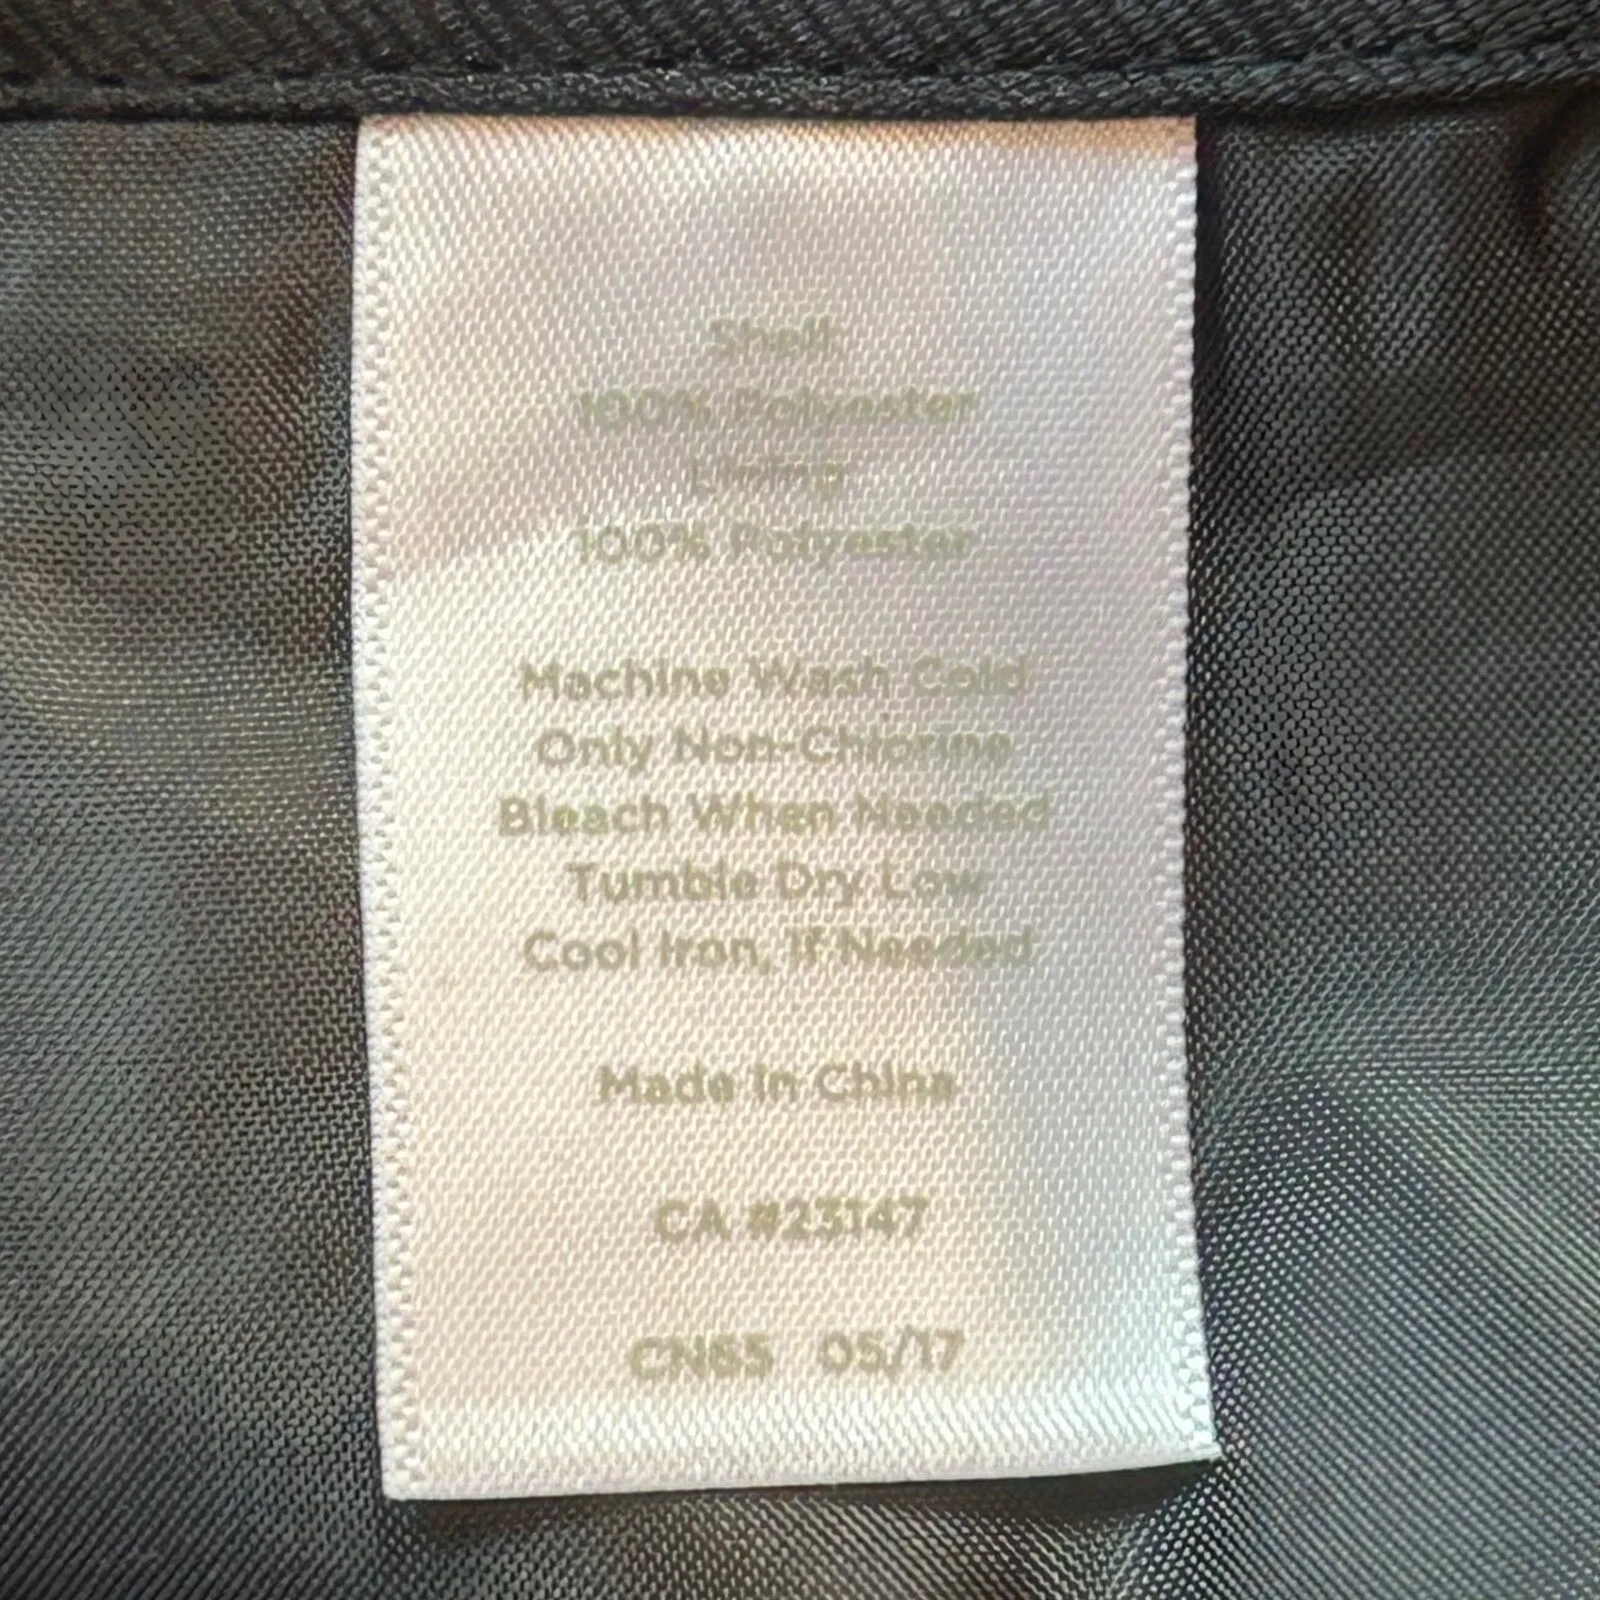 Shell:
100% Polyester
Lining
100% Polyester
Machine Wash Cold
Only Non-Chlorine
Bleach When Needed
Tumble Dry Low
Cool Iron, If Needed
Made In China
CA #23147
CN65 05/17